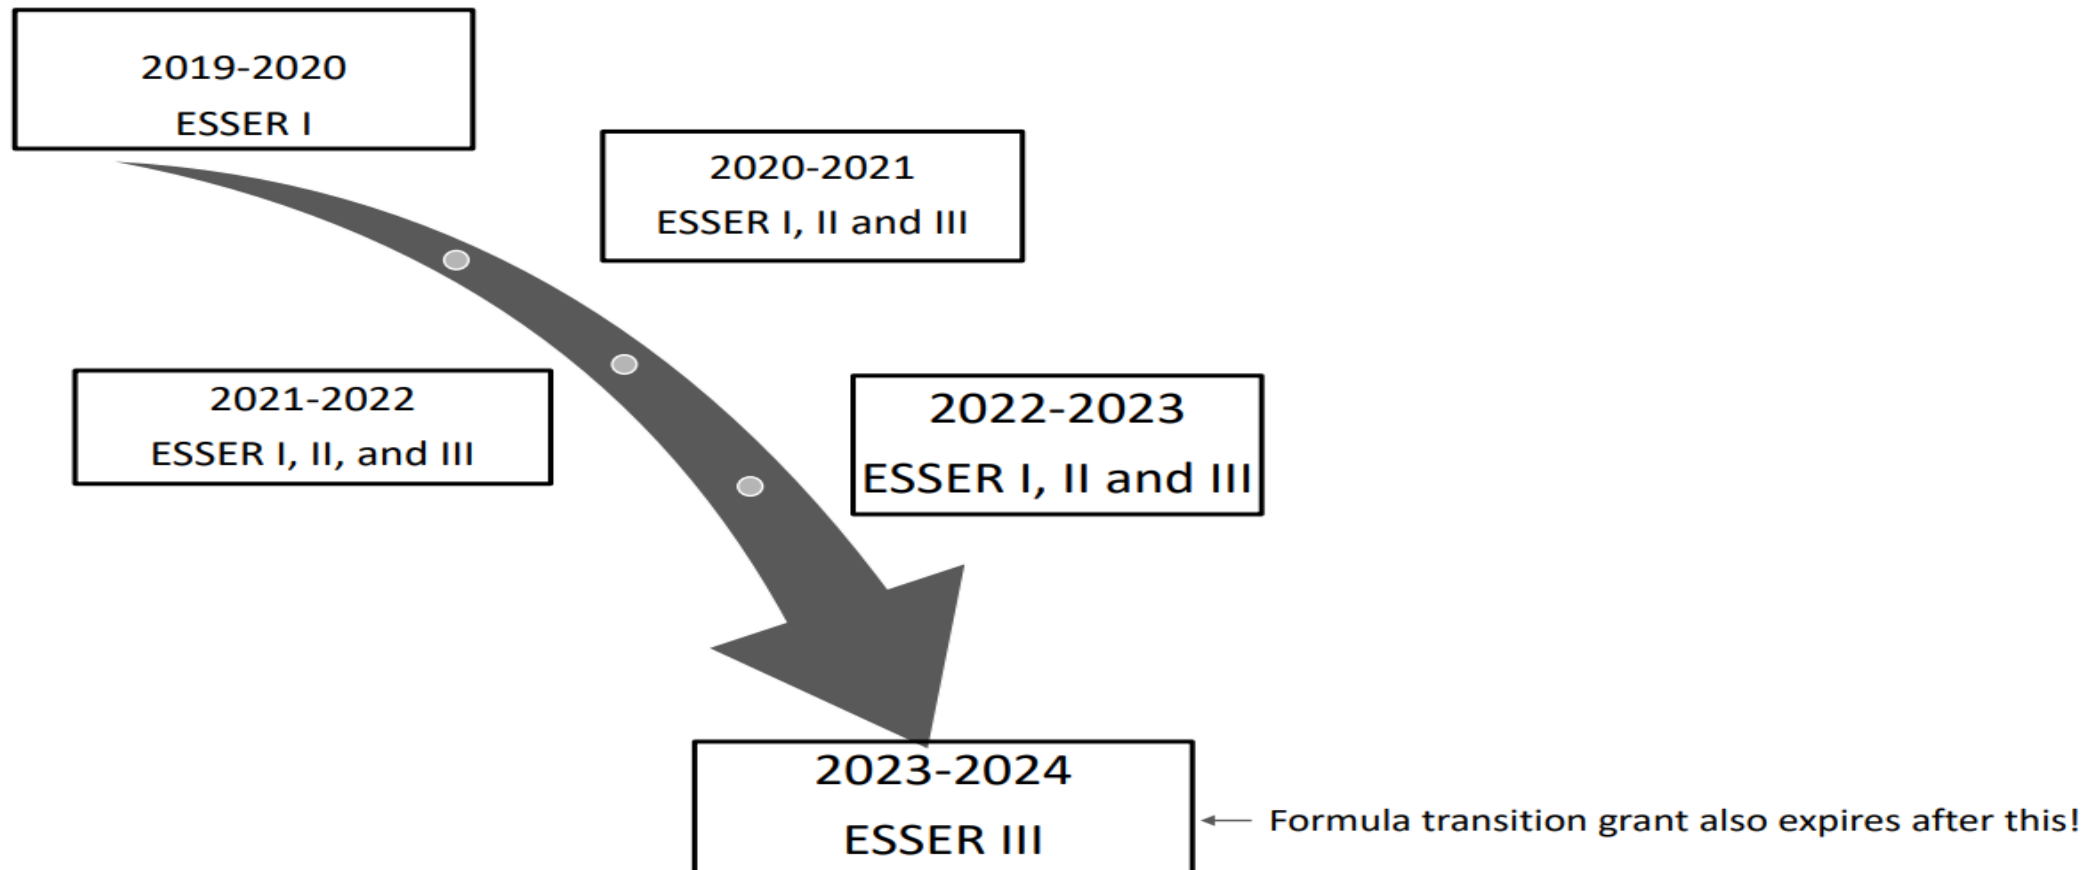 2019-2020
ESSER I
2020-2021
ESSER I, II and III
2021-2022
ESSER I, II, and III
2022-2023
ESSER I, II and III
2023-2024
ESSER III
Formula transition grant also expires after this!